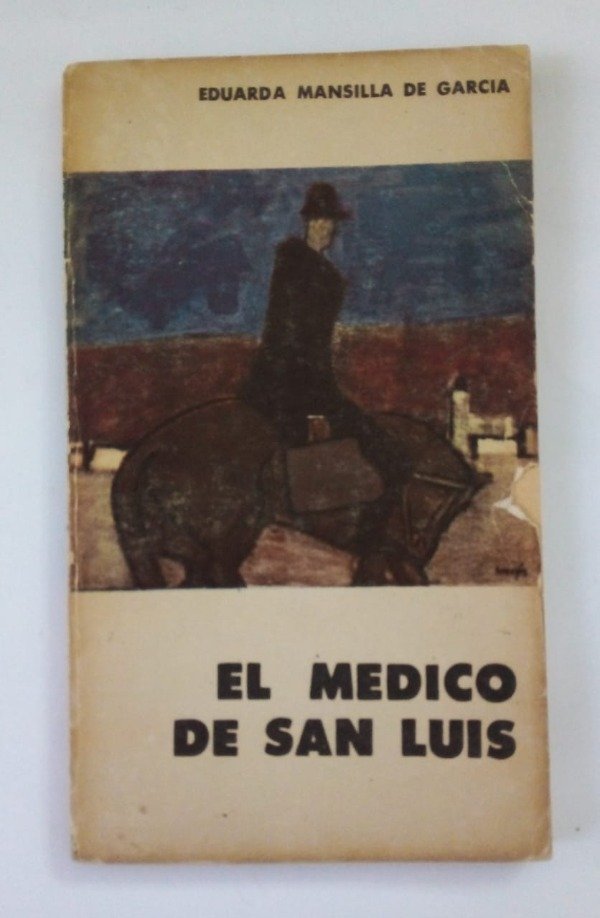 EDUARDA MANSILLA DE GARCIA
EL MEDICO
DE SAN LUIS